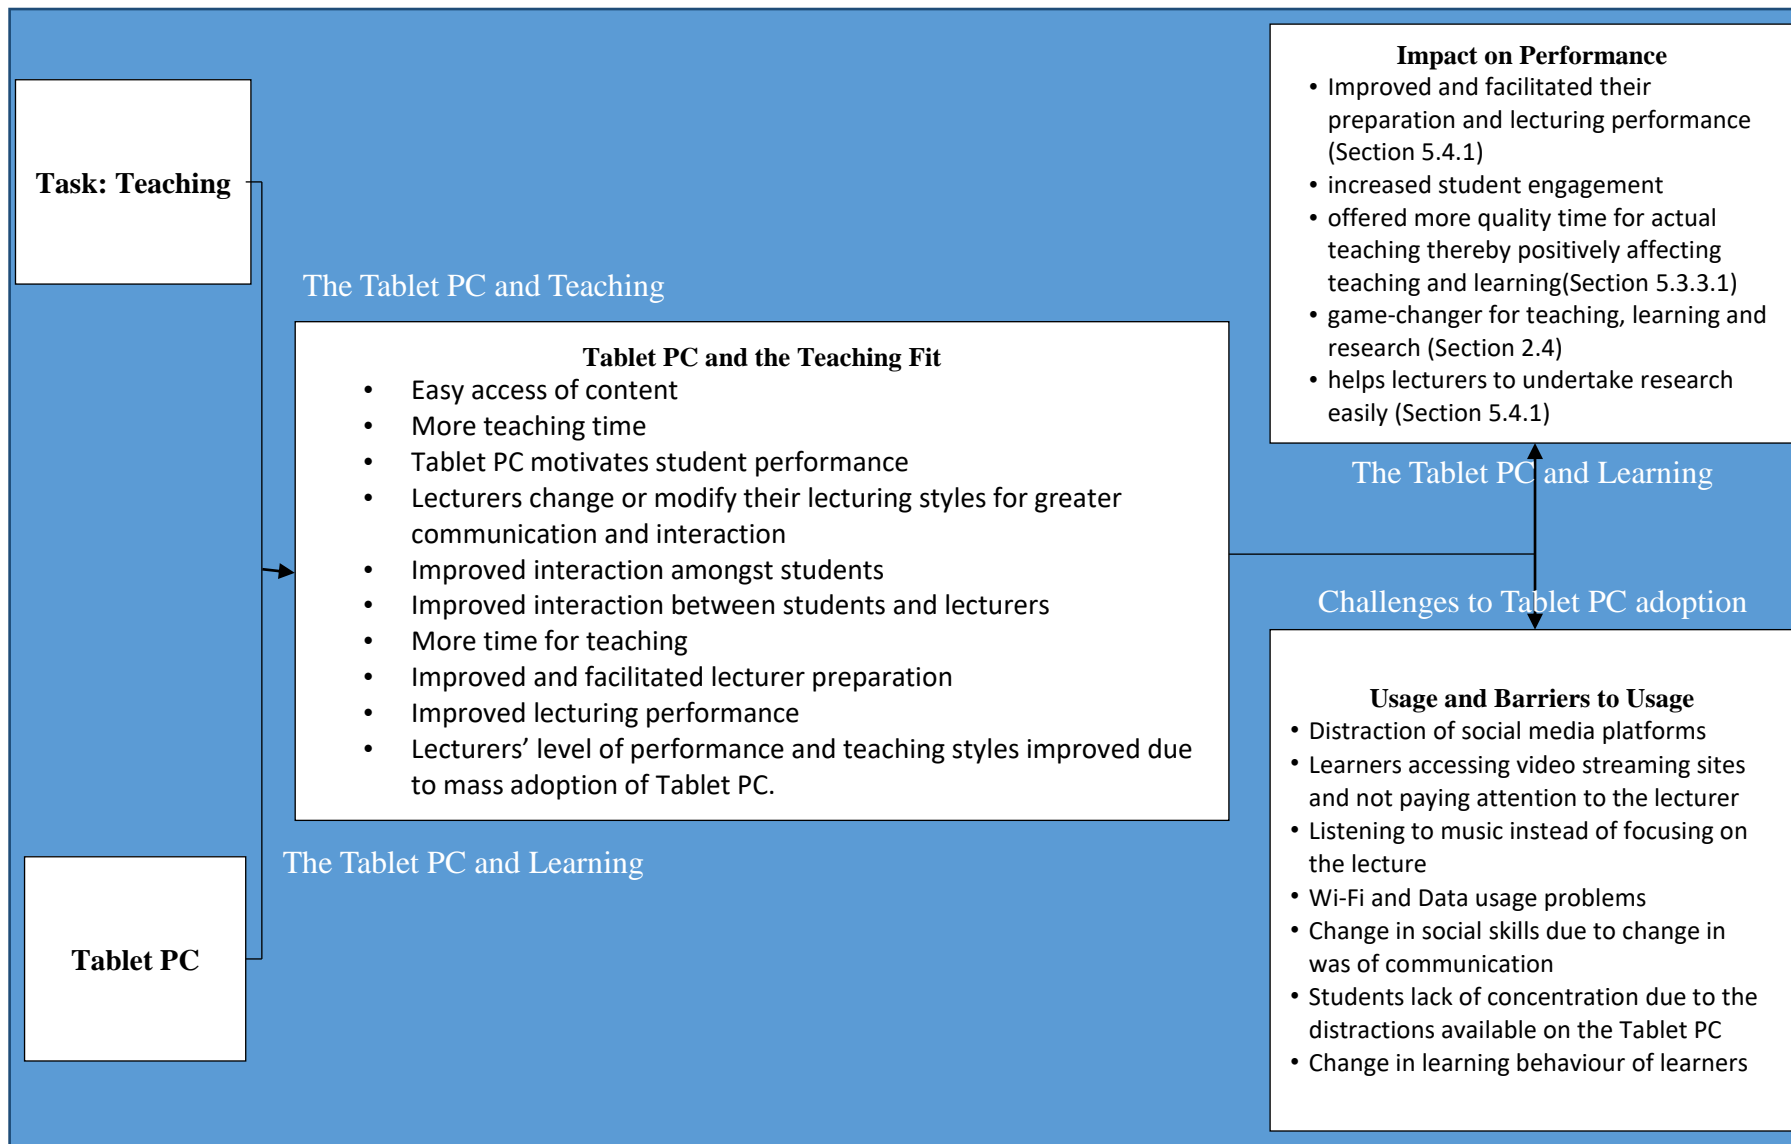 Task: Teaching
Tablet PC
The Tablet PC and Teaching
Tablet PC and the Teaching Fit
• Easy access of content
• More teaching time
• Tablet PC motivates student performance
• Lecturers change or modify their lecturing styles for greater
communication and interaction
• Improved interaction amongst students
• Improved interaction between students and lecturers
• More time for teaching
• Improved and facilitated lecturer preparation
• Improved lecturing performance
• Lecturers’ level of performance and teaching styles improved due
to mass adoption of Tablet PC.
The Tablet PC and Learning
Impact on Performance
• Improved and facilitated their
preparation and lecturing performance
(Section 5.4.1)
• increased student engagement
• offered more quality time for actual
teaching thereby positively affecting
teaching and learning(Section 5.3.3.1)
• game-changer for teaching, learning and
research (Section 2.4)
• helps lecturers to undertake research
easily (Section 5.4.1)
The Tablet PC and Learning
Challenges to Tablet PC adoption
Usage and Barriers to Usage
• Distraction of social media platforms
• Learners accessing video streaming sites
and not paying attention to the lecturer
• Listening to music instead of focusing on
the lecture
• Wi-Fi and Data usage problems
• Change in social skills due to change in
was of communication
• Students lack of concentration due to the
distractions available on the Tablet PC
• Change in learning behaviour of learners